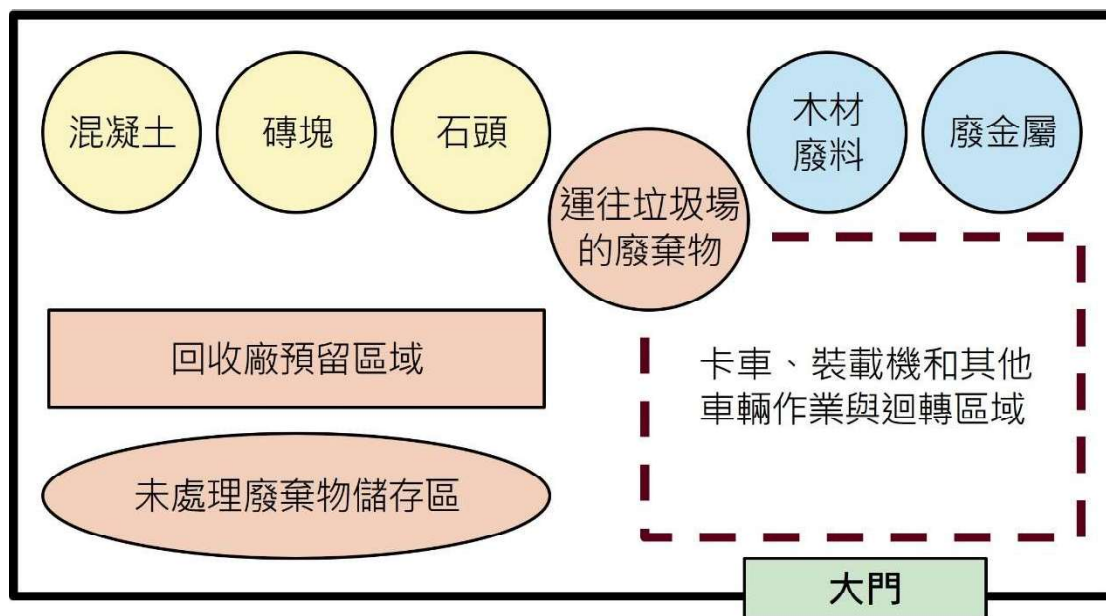 混凝土
磚塊
石頭
運往垃圾場
的廢棄物
木材
廢料
廢金屬
回收廠預留區域
卡車、裝載機和其他
車輛作業與迴轉區域
未處理廢棄物儲存區
大門